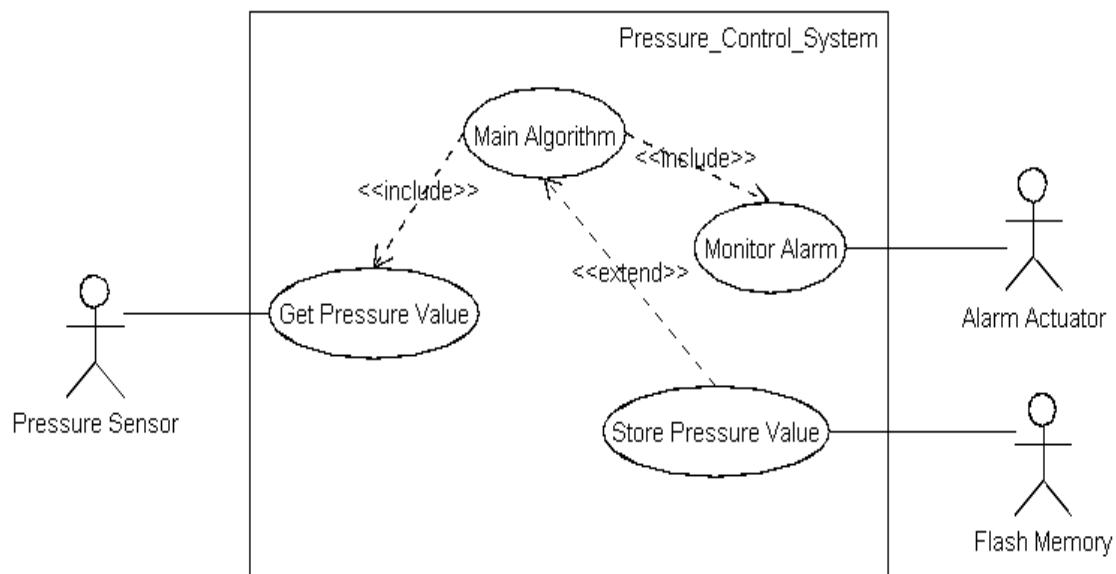 Pressure_Control_System
Main Algorithm
<<include>>
<<include>>
Monitor Alarm
<<extend>>
Get Pressure Value
Alarm Actuator
Pressure Sensor
Store Pressure Value
Flash Memory